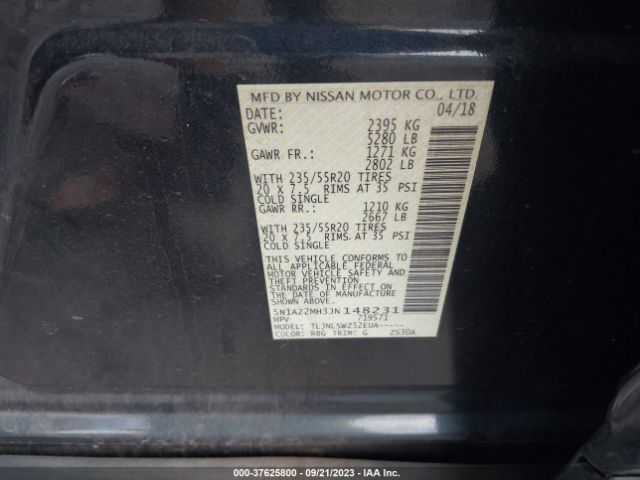 MFD BY NISSAN MOTOR CO., LTD.
DATE: 04/18
GVWR: 2395 KG
5280 LB
GAWR FR.: 1271 KG
2802 LB
WITH 235/55R20 TIRES
20 X 7.5 RIMS AT 35 PSI
COLD SINGLE
GAWR RR.: 1210 KG
2667 LB
WITH 235/55R20 TIRES
20 X 7.5 RIMS AT 35 PSI
COLD SINGLE
THIS VEHICLE CONFORMS TO
ALL APPLICABLE FEDERAL
MOTOR VEHICLE SAFETY AND
THEFT PREVENTION
STANDARDS IN EFFECT ON
THE DATE OF MANUFACTURE
SHOWN ABOVE.
5N1AZ2MH3JN148231
MPV 719571
MODEL: TLJNLSWZ52EUA-----
COLOR: RBG TRIM: G ZS30A
000-37625800 - 09/21/2023 - IAA Inc.